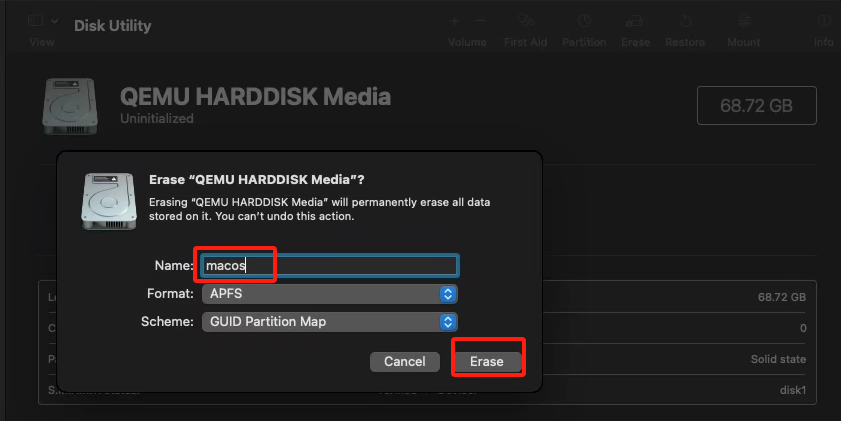 Disk Utility
View
Volume
First Aid
Partition
Erase
Restore
Mount
Info
QEMU HARDDISK Media
Uninitialized
68.72 GB
Erase “QEMU HARDDISK Media”?
Erasing “QEMU HARDDISK Media” will permanently erase all data
stored on it. You can’t undo this action.
Name: macos
Format: APFS
Scheme: GUID Partition Map
Cancel
Erase
68.72 GB
0
Solid state
disk1